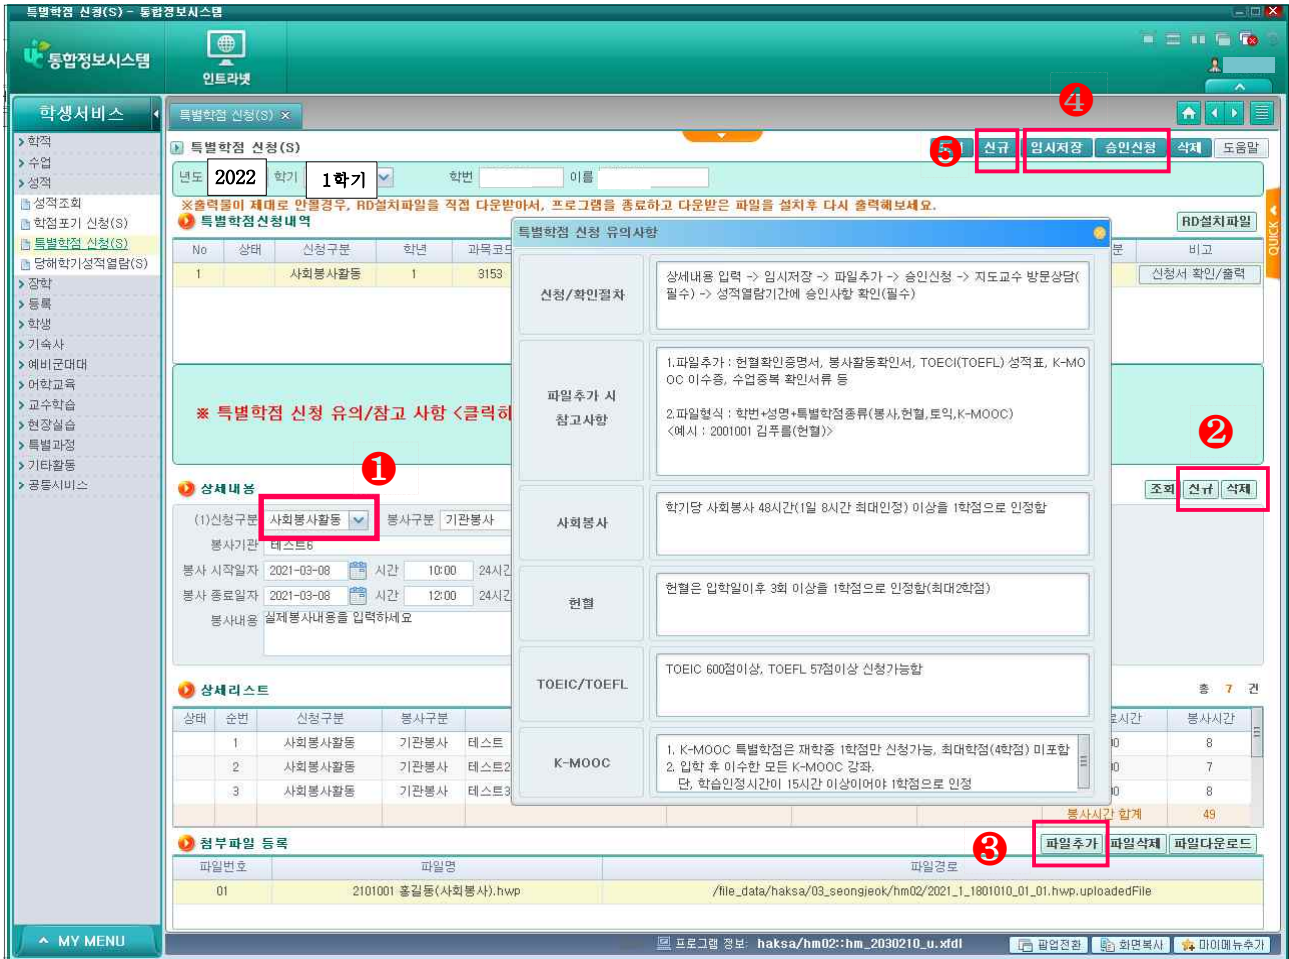 특별학점 신청(S) - 통합정보시스템
통합정보시스템
인트라넷
학생서비스
특별학점 신청(S) ×
④
학적
수업
성적
성적조회
학점포기 신청(S)
특별학점 신청(S)
당해학기성적열람(S)
장학
등록
학생
기숙사
예비군대대
어학교육
교수학습
현장실습
특별과정
기타활동
공통시비스
MY MENU
특별학점 신청(S)
⑤ 신규 임시저장 승인신청 삭제 도움말
년도 2022 학기 1학기 학번 이름
※출력물이 제대로 안될경우, RD설치파일을 직접 다운받아서, 프로그램을 종료하고 다운받은 파일을 설치후 다시 출력해보세요.
특별학점신청내역
RD설치파일
QUICK
No 상태 신청구분 학년 과목코드 분 비고
1 사회봉사활동 1 3153 신청서 확인/출력
※ 특별학점 신청 유의/참고 사항 <클릭하
특별학점 신청 유의사항
신청/확인절차
상세내용 입력 -> 임시저장 -> 파일추가 -> 승인신청 -> 지도교수 방문상담(
필수) -> 성적열람기간에 승인사항 확인(필수)
파일추가 시
참고사항
1.파일추가 : 헌혈확인증명서, 봉사활동확인서, TOECI(TOEFL) 성적표, K-MO
OC 이수증, 수업중복 확인서류 등
2.파일형식 : 학번+성명+특별학점종류(봉사,헌혈,토익,K-MOOC)
<예시 : 2001001 김푸름(헌혈)>
사회봉사
학기당 사회봉사 48시간(1일 8시간 최대인정) 이상을 1학점으로 인정함
헌혈
헌혈은 입학일이후 3회 이상을 1학점으로 인정함(최대2학점)
TOEIC/TOEFL
TOEIC 600점이상, TOEFL 57점이상 신청가능함
K-MOOC
1. K-MOOC 특별학점은 재학중 1학점만 신청가능, 최대학점(4학점) 미포함
2. 입학 후 이수한 모든 K-MOOC 강좌.
단, 학습인정시간이 15시간 이상이어야 1학점으로 인정
①
②
상세내용
조회 신규 삭제
(1)신청구분 사회봉사활동 봉사구분 기관봉사
봉사기관 테스트6
봉사 시작일자 2021-03-08 시간 10:00 24시간
봉사 종료일자 2021-03-08 시간 12:00 24시간
봉사내용 실제봉사내용을 입력하세요
상세리스트
총 7 건
상태 순번 신청구분 봉사구분 료시간 봉사시간
1 사회봉사활동 기관봉사 테스트 00 8
2 사회봉사활동 기관봉사 테스트2 00 7
3 사회봉사활동 기관봉사 테스트3 00 8
봉사시간 합계 49
첨부파일 등록
③ 파일추가 파일삭제 파일다운로드
파일번호 파일명 파일경로
01 2101001 홍길동(사회봉사).hwp /file_data/haksa/03_seongjeok/hm02/2021_1_1801010_01_01.hwp.uploadedFile
프로그램 정보: haksa/hm02::hm_2030210_u.xfdl 팝업전환 화면복사 마이메뉴추가